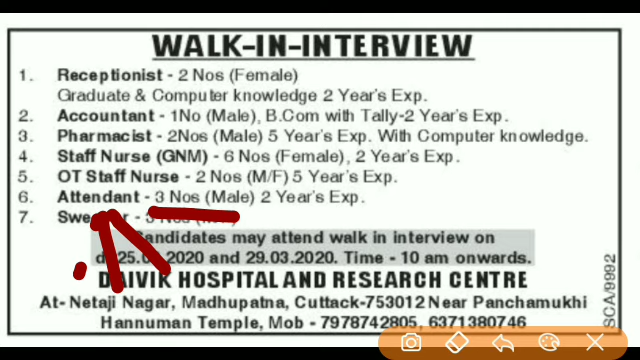 WALK-IN-INTERVIEW
1. Receptionist - 2 Nos (Female)
Graduate & Computer knowledge 2 Year's Exp.
2. Accountant - 1No (Male), B.Com with Tally-2 Year's Exp.
3. Pharmacist - 2Nos (Male) 5 Year's Exp. With Computer knowledge.
4. Staff Nurse (GNM) - 6 Nos (Female), 2 Year's Exp.
5. OT Staff Nurse - 2 Nos (M/F) 5 Year's Exp.
6. Attendant - 3 Nos (Male) 2 Year's Exp.
7. - 3 Nos
Candidates may attend walk in interview on
2020 and 29.03.2020. Time - 10 am onwards.
HOSPITAL AND RESEARCH CENTRE
At- Netaji Nagar, Madhupatna, Cuttack-753012 Near Panchamukhi
Hannuman Temple, Mob - 7978742805, 6371380746
SCA/9992